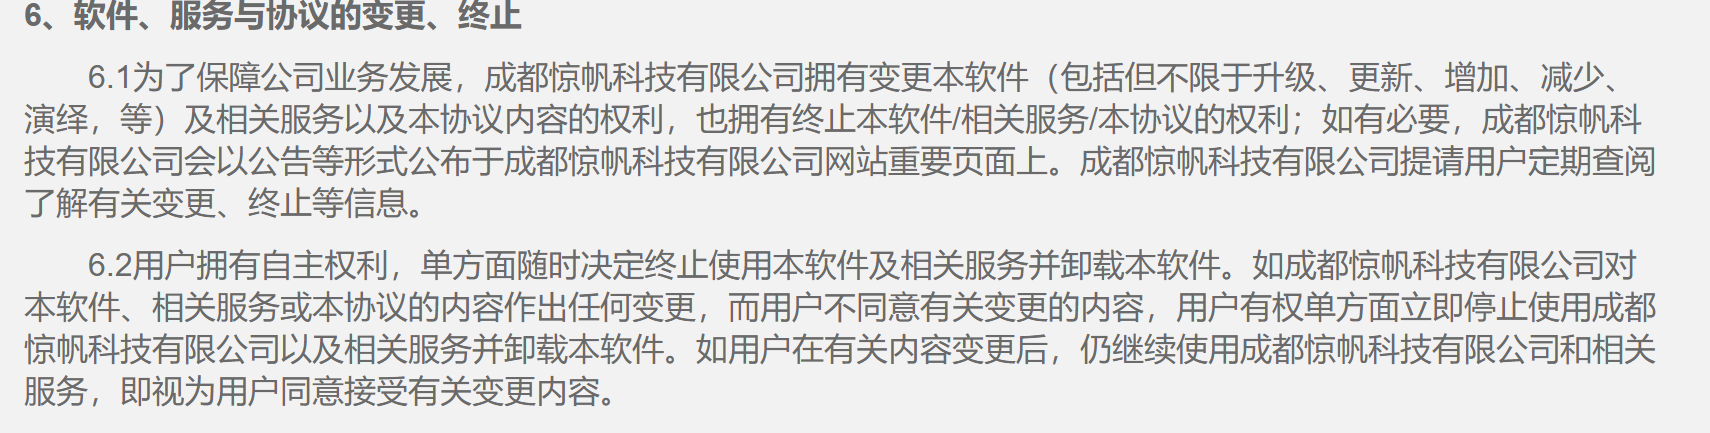 6、软件、服务与协议的变更、终止
6.1为了保障公司业务发展，成都惊帆科技有限公司拥有变更本软件（包括但不限于升级、更新、增加、减少、
演绎，等）及相关服务以及本协议内容的权利，也拥有终止本软件/相关服务/本协议的权利；如有必要，成都惊帆科
技有限公司会以公告等形式公布于成都惊帆科技有限公司网站重要页面上。成都惊帆科技有限公司提请用户定期查阅
了解有关变更、终止等信息。
6.2用户拥有自主权利，单方面随时决定终止使用本软件及相关服务并卸载本软件。如成都惊帆科技有限公司对
本软件、相关服务或本协议的内容作出任何变更，而用户不同意有关变更的内容，用户有权单方面立即停止使用成都
惊帆科技有限公司以及相关服务并卸载本软件。如用户在有关内容变更后，仍继续使用成都惊帆科技有限公司和相关
服务，即视为用户同意接受有关变更内容。